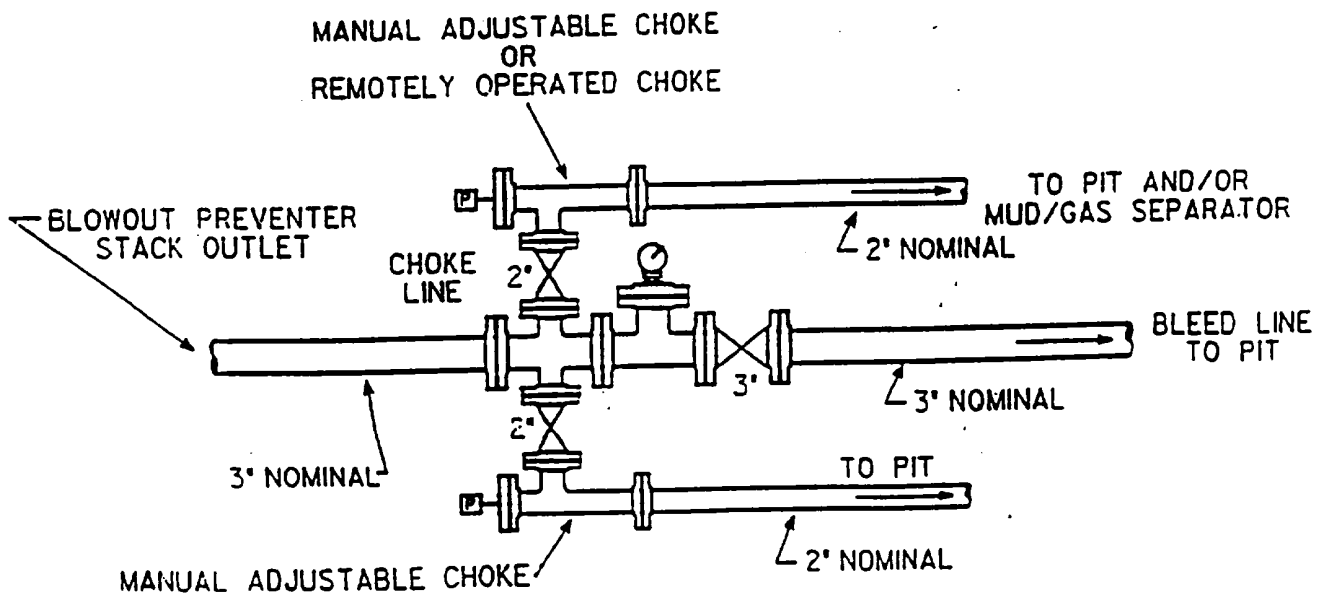 MANUAL ADJUSTABLE CHOKE
OR
REMOTELY OPERATED CHOKE
P
TO PIT AND/OR
MUD/GAS SEPARATOR
BLOWOUT PREVENTER
STACK OUTLET
2" NOMINAL
CHOKE
LINE
2"
BLEED LINE
TO PIT
3"
3" NOMINAL
2"
3" NOMINAL
TO PIT
P
2" NOMINAL
MANUAL ADJUSTABLE CHOKE